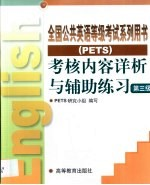 English
全国公共英语等级考试系列用书
(PETS)
考核内容详析
与辅助练习
第三级
PETS研究小组 编写
高等教育出版社